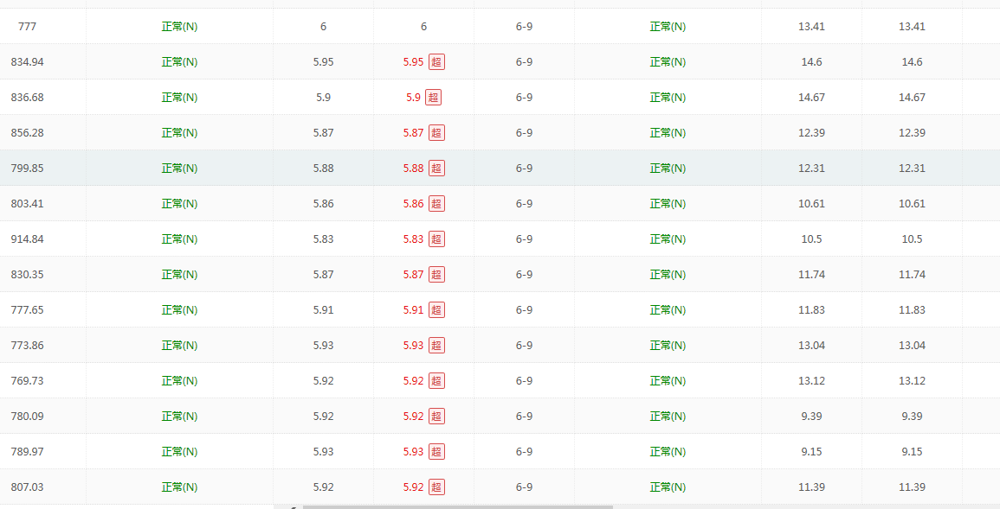 777 正常(N) 6 6 6-9 正常(N) 13.41 13.41
834.94 正常(N) 5.95 5.95 超 6-9 正常(N) 14.6 14.6
836.68 正常(N) 5.9 5.9 超 6-9 正常(N) 14.67 14.67
856.28 正常(N) 5.87 5.87 超 6-9 正常(N) 12.39 12.39
799.85 正常(N) 5.88 5.88 超 6-9 正常(N) 12.31 12.31
803.41 正常(N) 5.86 5.86 超 6-9 正常(N) 10.61 10.61
914.84 正常(N) 5.83 5.83 超 6-9 正常(N) 10.5 10.5
830.35 正常(N) 5.87 5.87 超 6-9 正常(N) 11.74 11.74
777.65 正常(N) 5.91 5.91 超 6-9 正常(N) 11.83 11.83
773.86 正常(N) 5.93 5.93 超 6-9 正常(N) 13.04 13.04
769.73 正常(N) 5.92 5.92 超 6-9 正常(N) 13.12 13.12
780.09 正常(N) 5.92 5.92 超 6-9 正常(N) 9.39 9.39
789.97 正常(N) 5.93 5.93 超 6-9 正常(N) 9.15 9.15
807.03 正常(N) 5.92 5.92 超 6-9 正常(N) 11.39 11.39